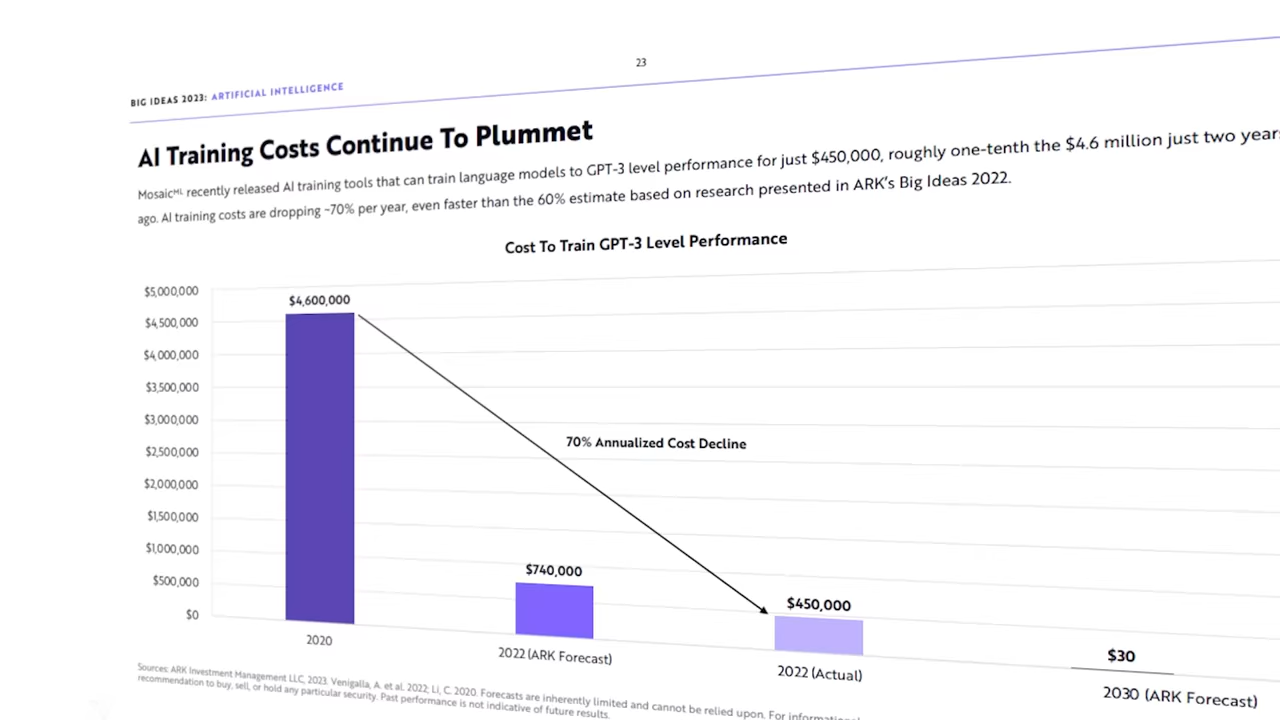 23
BIG IDEAS 2023: ARTIFICIAL INTELLIGENCE
AI Training Costs Continue To Plummet
Mosaicᴹᴸ recently released AI training tools that can train language models to GPT-3 level performance for just $450,000, roughly one-tenth the $4.6 million just two years
ago. AI training costs are dropping ~70% per year, even faster than the 60% estimate based on research presented in ARK's Big Ideas 2022.
Cost To Train GPT-3 Level Performance
$5,000,000
$4,500,000
$4,000,000
$3,500,000
$3,000,000
$2,500,000
$2,000,000
$1,500,000
$1,000,000
$500,000
$0
$4,600,000
70% Annualized Cost Decline
$740,000
$450,000
$30
2020
2022 (ARK Forecast)
2022 (Actual)
2030 (ARK Forecast)
Sources: ARK Investment Management LLC, 2023. Venigalla, A. et al. 2022; Li, C. 2020. Forecasts are inherently limited and cannot be relied upon. For informational
recommendation to buy, sell, or hold any particular security. Past performance is not indicative of future results.